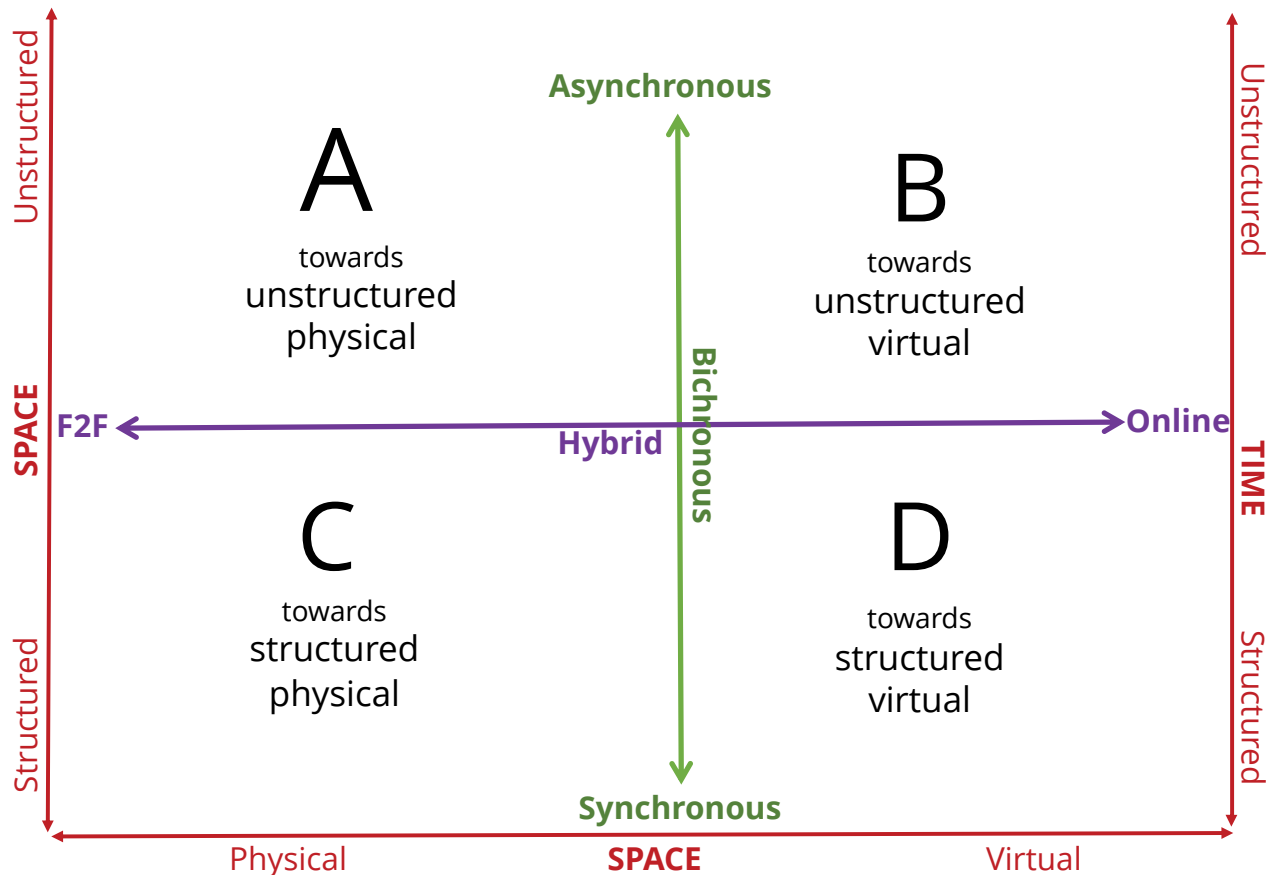 Unstructured
Unstructured
Asynchronous
A
towards
unstructured
physical
B
towards
unstructured
virtual
Bichronous
SPACE
F2F
Hybrid
Online
TIME
C
towards
structured
physical
D
towards
structured
virtual
Structured
Structured
Synchronous
Physical
SPACE
Virtual